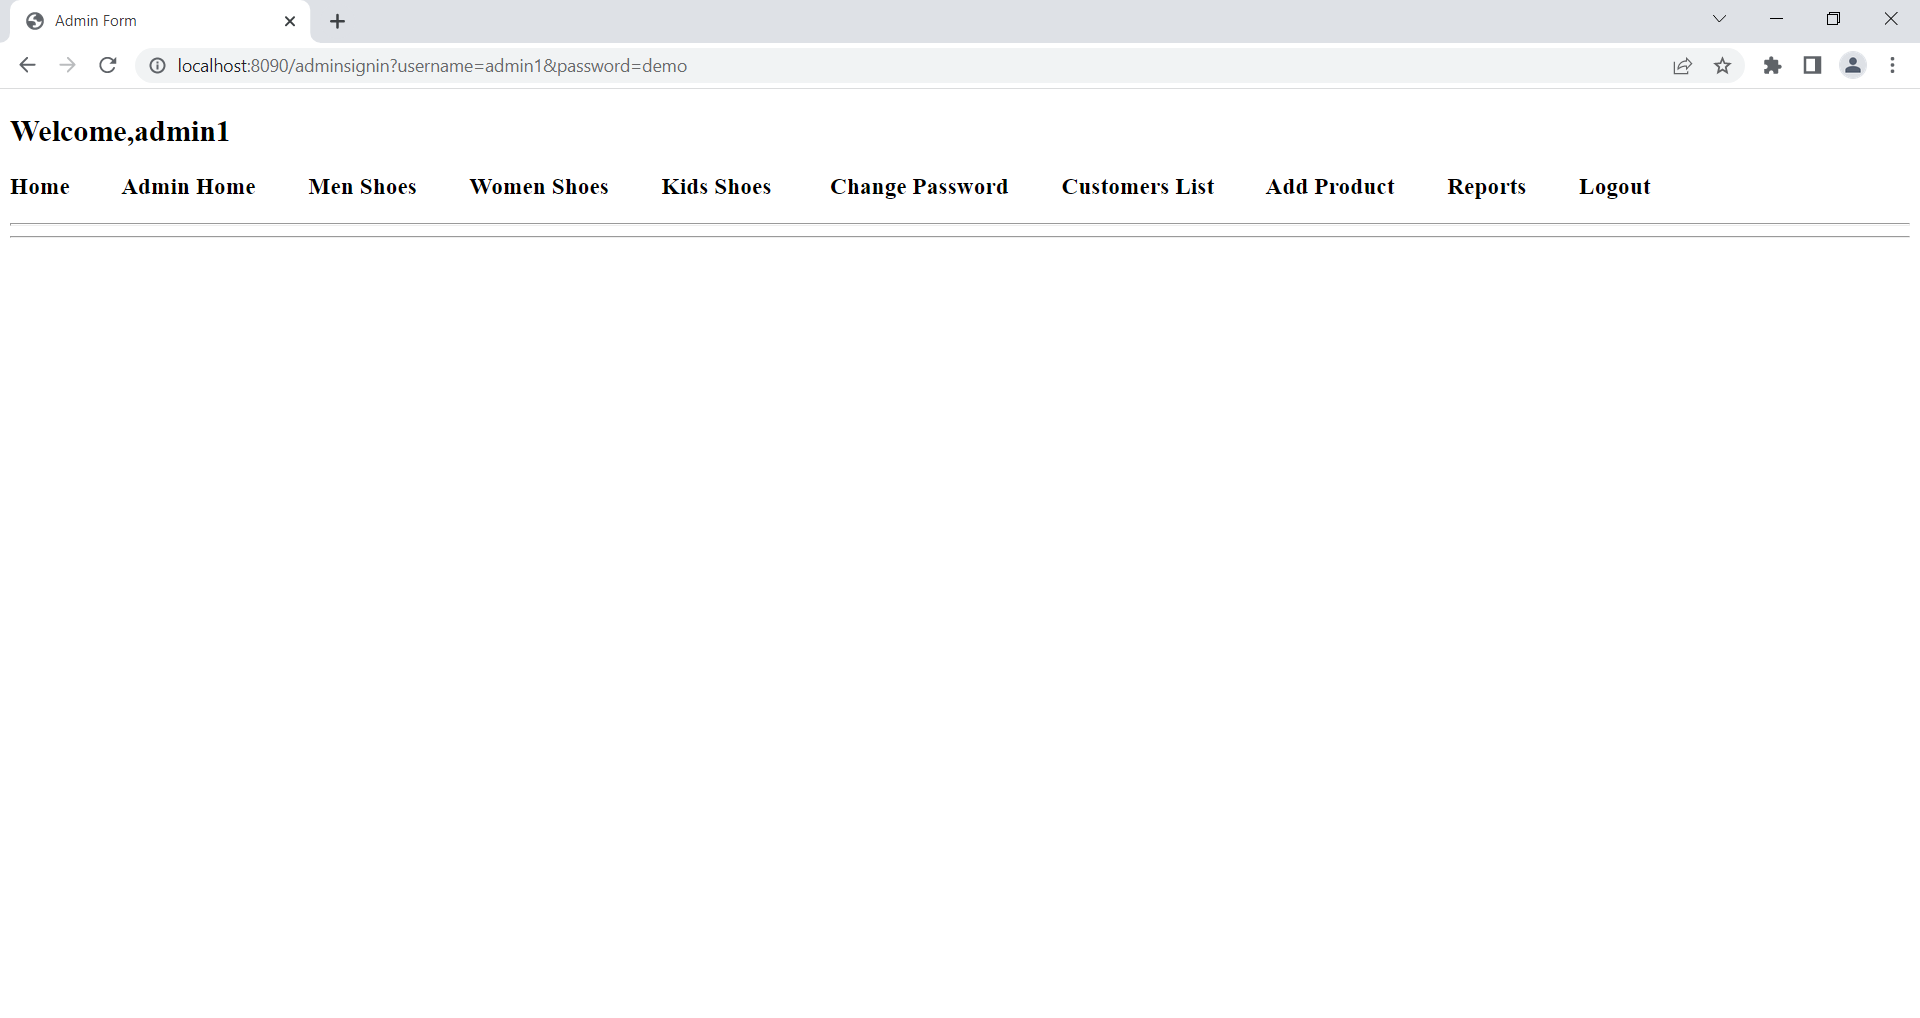 Admin Form
localhost:8090/adminsignin?username=admin1&password=demo
Welcome,admin1
Home Admin Home Men Shoes Women Shoes Kids Shoes Change Password Customers List Add Product Reports Logout